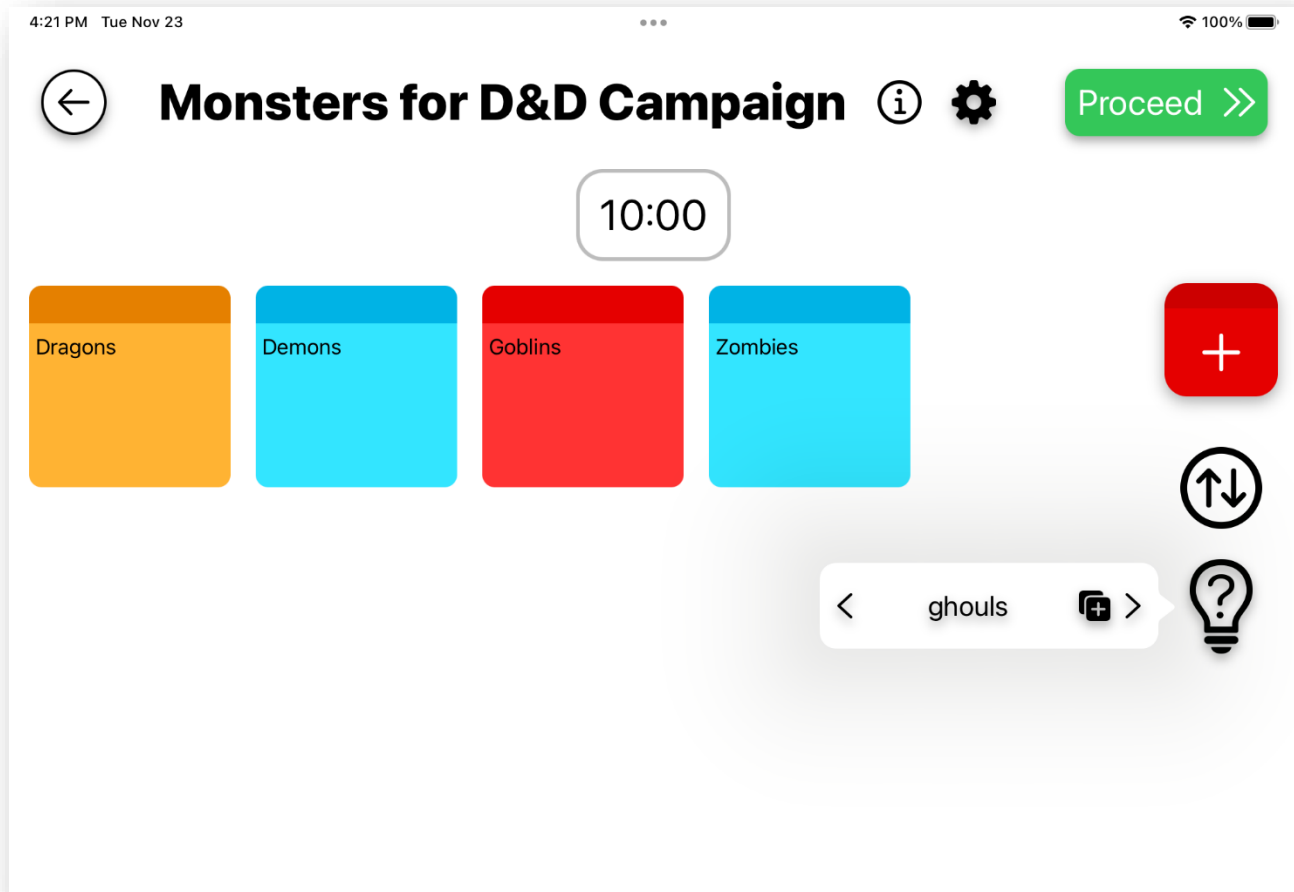 4:21 PM Tue Nov 23
100%
Monsters for D&D Campaign
Proceed
10:00
Dragons
Demons
Goblins
Zombies
ghouls